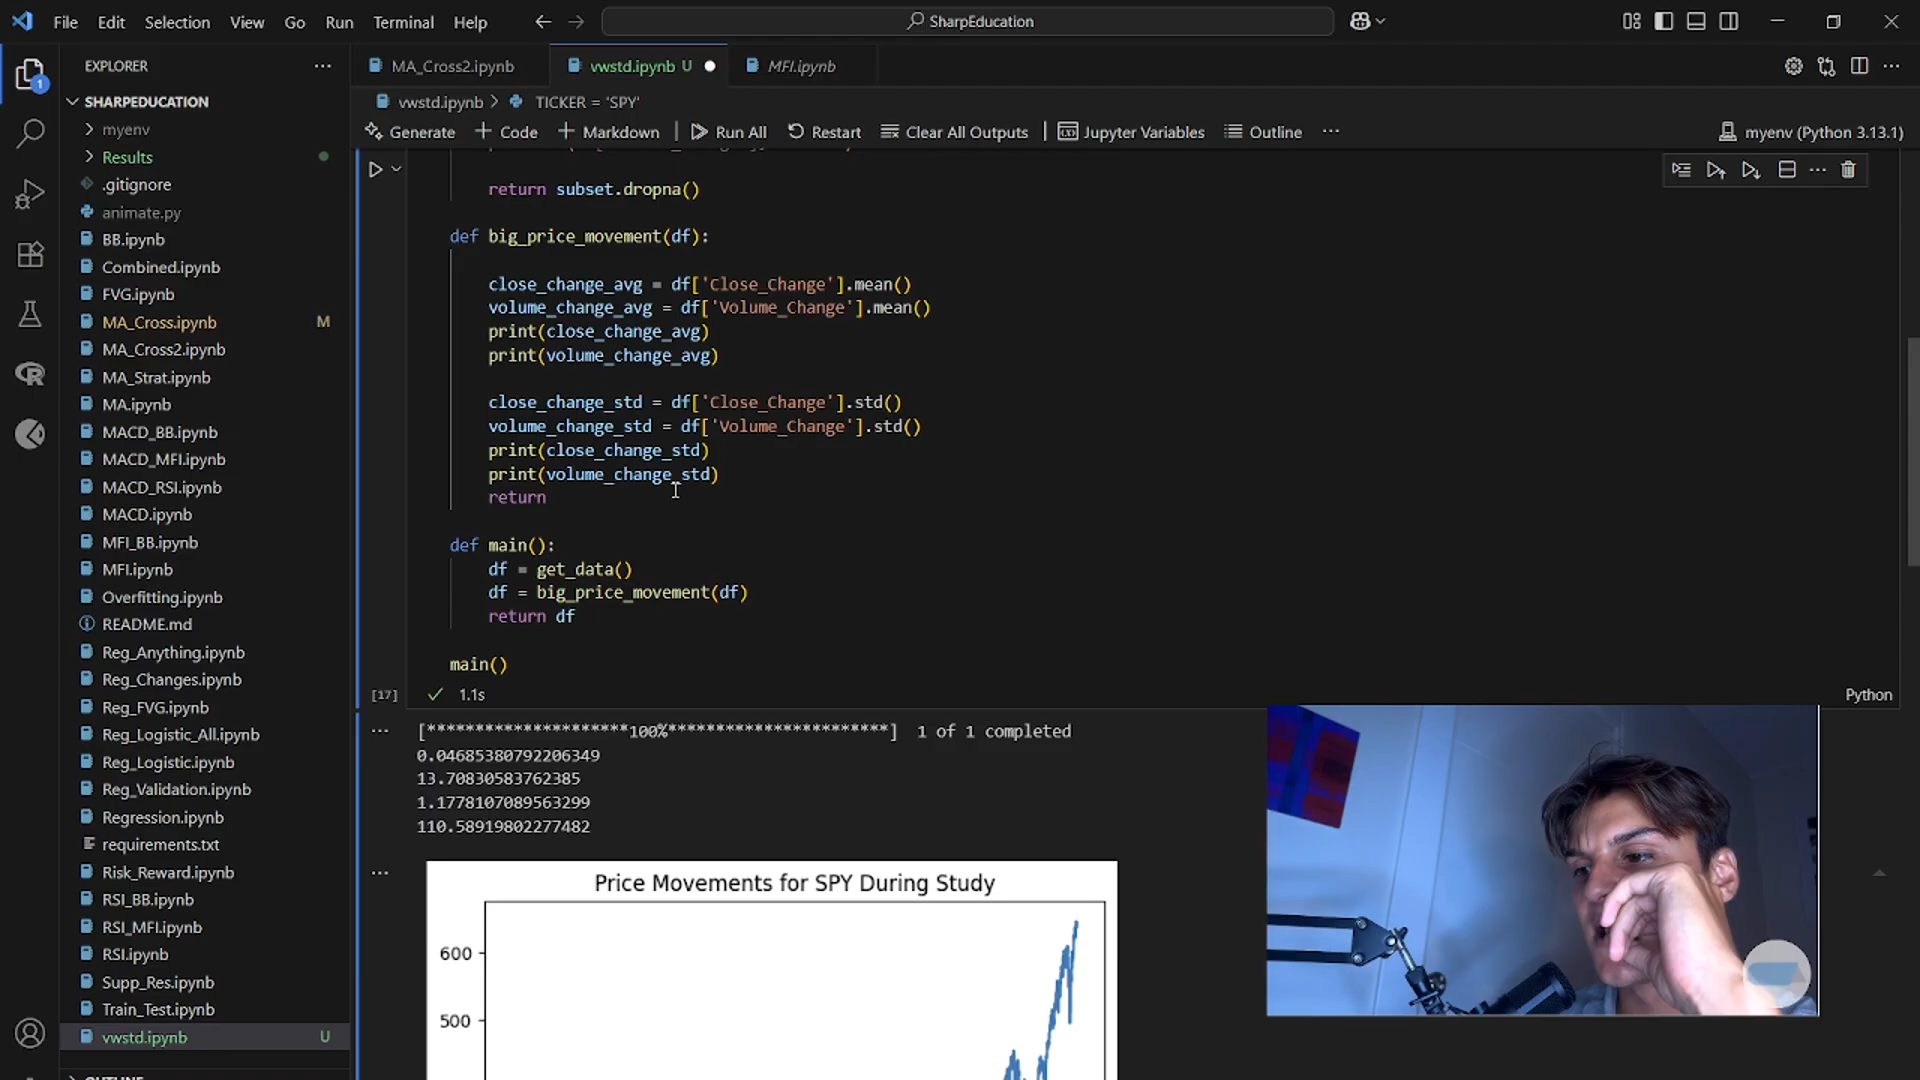 File Edit Selection View Go Run Terminal Help
SharpEducation
EXPLORER
MA_Cross2.ipynb
vwstd.ipynb U
MFI.ipynb
SHARPEDUCATION
vwstd.ipynb > TICKER = 'SPY'
Generate + Code + Markdown Run All Restart Clear All Outputs Jupyter Variables Outline
myenv (Python 3.13.1)
1
myenv
Results
.gitignore
animate.py
BB.ipynb
Combined.ipynb
FVG.ipynb
MA_Cross.ipynb M
MA_Cross2.ipynb
MA_Strat.ipynb
MA.ipynb
MACD_BB.ipynb
MACD_MFI.ipynb
MACD_RSI.ipynb
MACD.ipynb
MFI_BB.ipynb
MFI.ipynb
Overfitting.ipynb
README.md
Reg_Anything.ipynb
Reg_Changes.ipynb
Reg_FVG.ipynb
Reg_Logistic_All.ipynb
Reg_Logistic.ipynb
Reg_Validation.ipynb
Regression.ipynb
requirements.txt
Risk_Reward.ipynb
RSI_BB.ipynb
RSI_MFI.ipynb
RSI.ipynb
Supp_Res.ipynb
Train_Test.ipynb
vwstd.ipynb U
OUTLINE
return subset.dropna()
def big_price_movement(df):
close_change_avg = df['Close_Change'].mean()
volume_change_avg = df['Volume_Change'].mean()
print(close_change_avg)
print(volume_change_avg)
close_change_std = df['Close_Change'].std()
volume_change_std = df['Volume_Change'].std()
print(close_change_std)
print(volume_change_std)
return
def main():
df = get_data()
df = big_price_movement(df)
return df
main()
[17] 1.1s
Python
[*********************100%***********************] 1 of 1 completed
0.04685380792206349
13.70830583762385
1.1778107089563299
110.58919802277482
Price Movements for SPY During Study
600
500